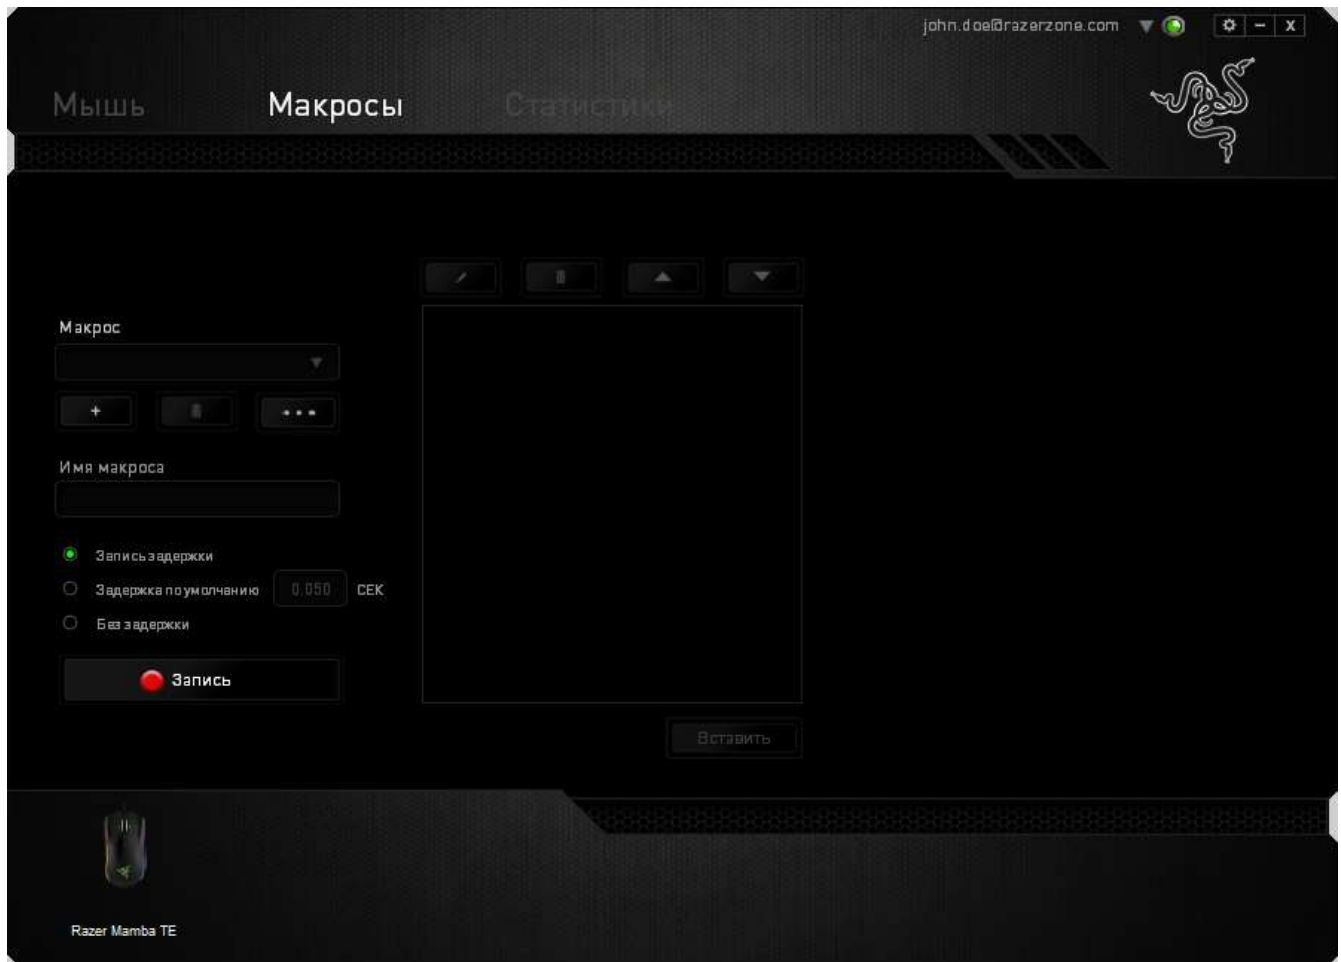 john.doe@razerzone.com
Мышь Макросы Статистики
Макрос
Имя макроса
Запись задержки
Задержка по умолчанию 0.050 СЕК
Без задержки
Запись
Вставить
Razer Mamba TE